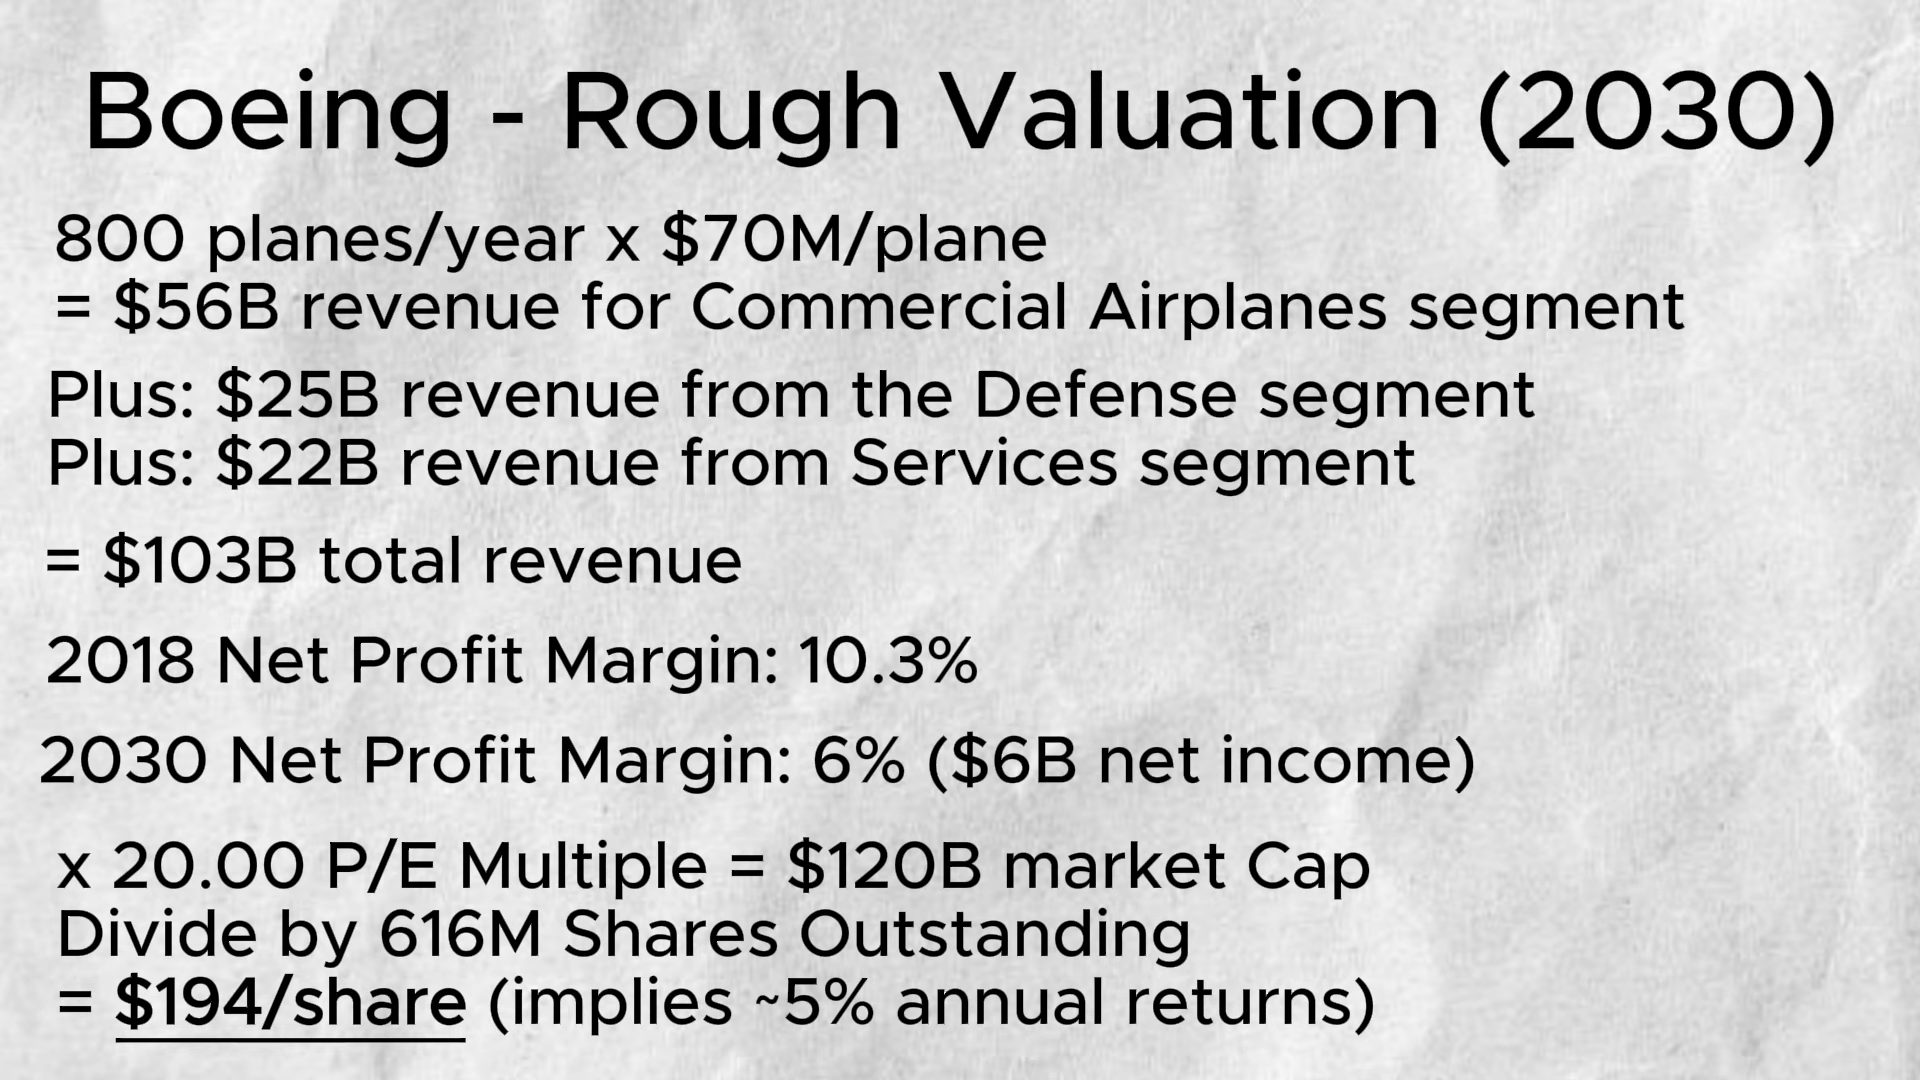 Boeing - Rough Valuation (2030)
800 planes/year x $70M/plane
= $56B revenue for Commercial Airplanes segment
Plus: $25B revenue from the Defense segment
Plus: $22B revenue from Services segment
= $103B total revenue
2018 Net Profit Margin: 10.3%
2030 Net Profit Margin: 6% ($6B net income)
x 20.00 P/E Multiple = $120B market Cap
Divide by 616M Shares Outstanding
= $194/share (implies ~5% annual returns)